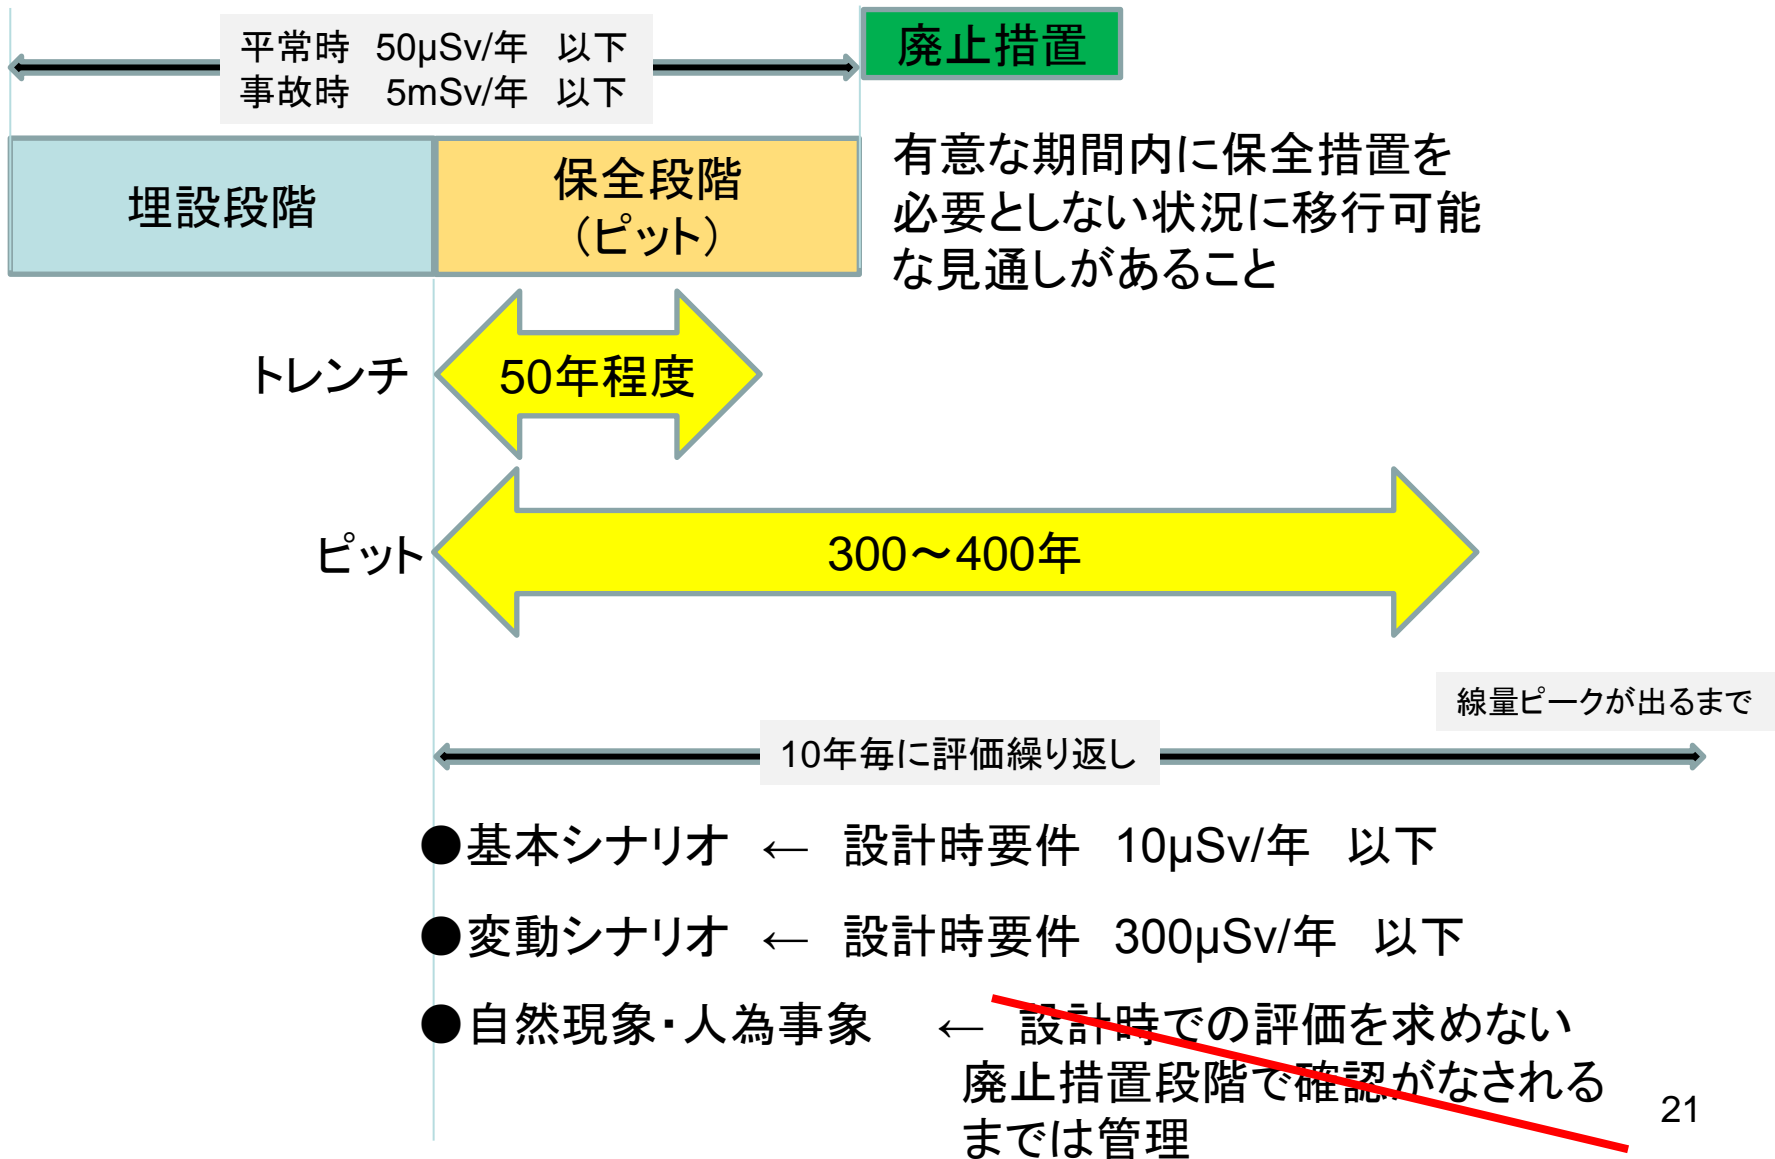 平常時 50μSv/年 以下
事故時 5mSv/年 以下
廃止措置
埋設段階
保全段階
(ピット)
有意な期間内に保全措置を
必要としない状況に移行可能
な見通しがあること
トレンチ
50年程度
ピット
300～400年
線量ピークが出るまで
10年毎に評価繰り返し
●基本シナリオ ← 設計時要件 10μSv/年 以下
●変動シナリオ ← 設計時要件 300μSv/年 以下
●自然現象・人為事象 ← 設計時での評価を求めない
廃止措置段階で確認がなされる
までは管理
21